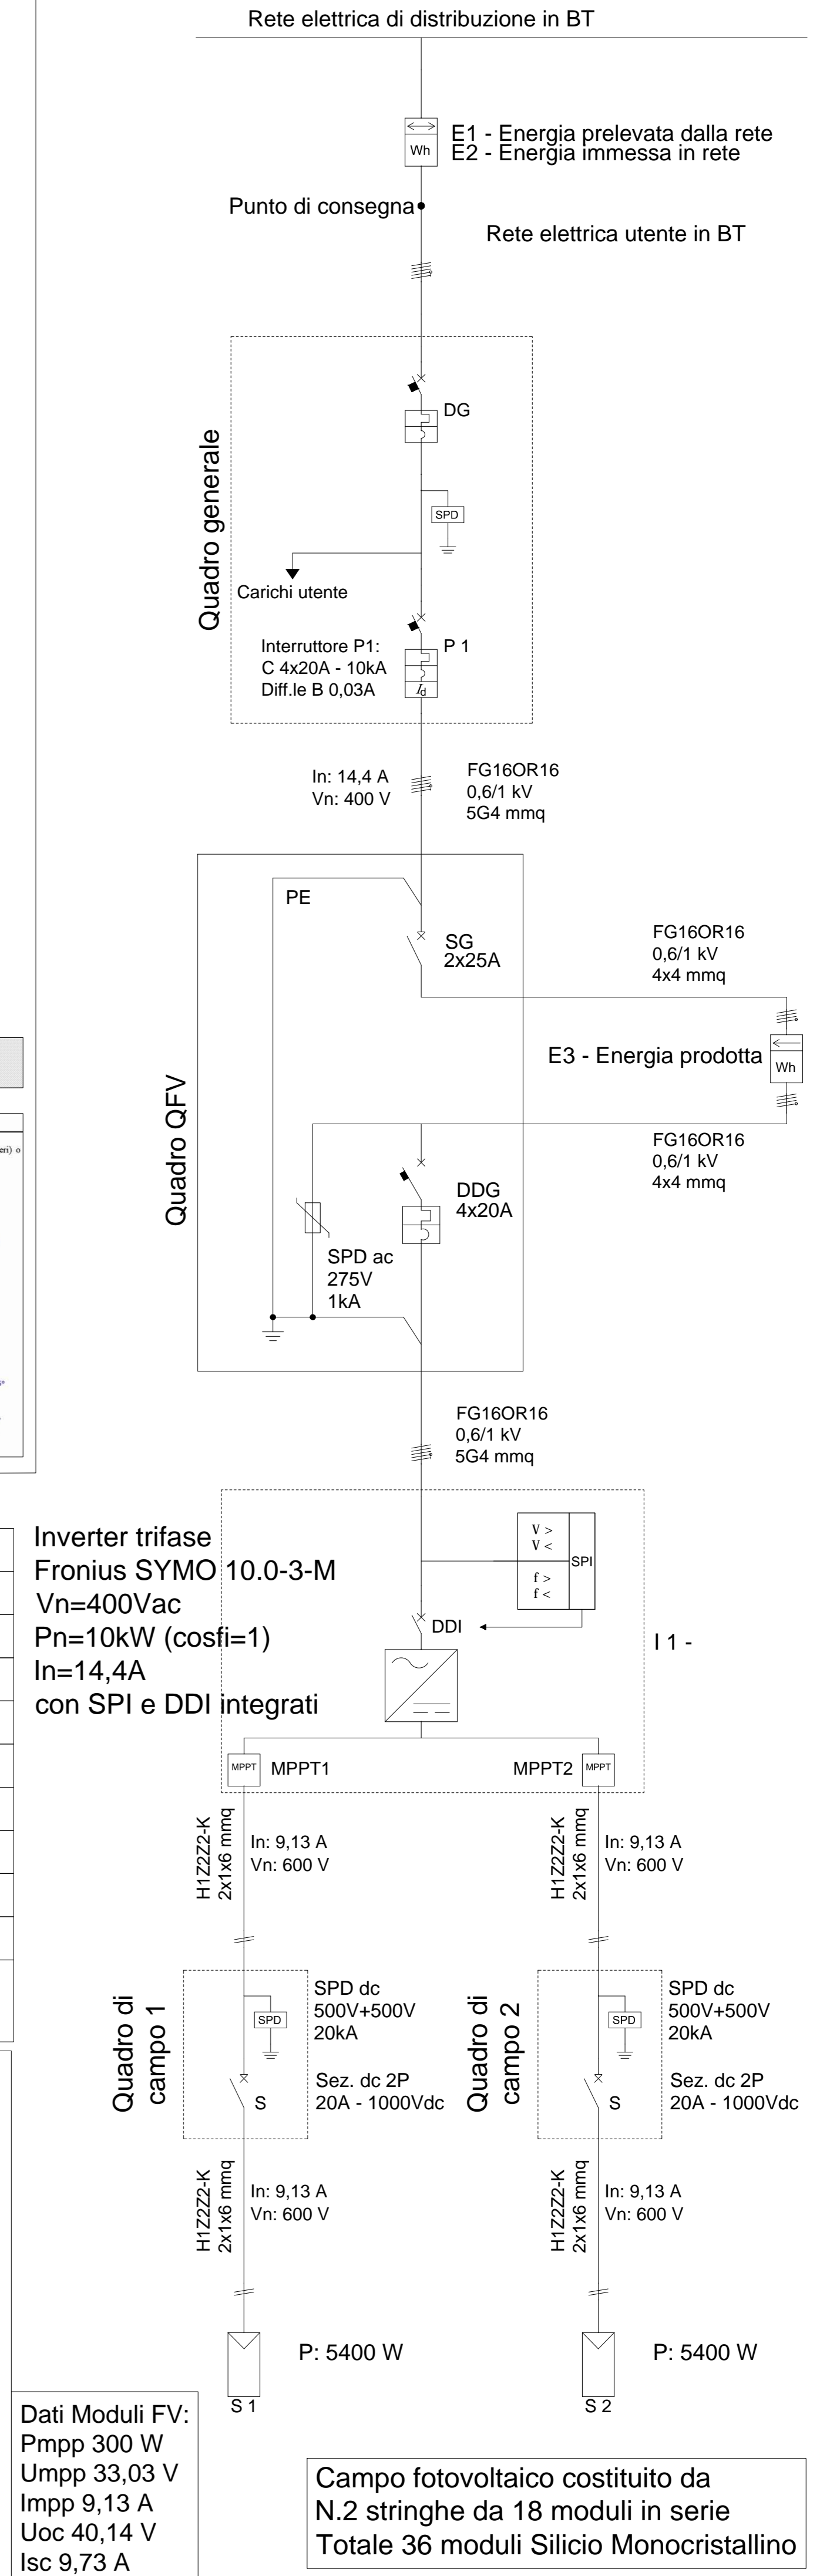 Rete elettrica di distribuzione in BT
Wh
E1 - Energia prelevata dalla rete
E2 - Energia immessa in rete
Punto di consegna
Rete elettrica utente in BT
Quadro generale
DG
SPD
Carichi utente
Interruttore P1:
C 4x20A - 10kA
Diff.le B 0,03A
P 1
Id
In: 14,4 A
Vn: 400 V
FG16OR16
0,6/1 kV
5G4 mmq
Quadro QFV
PE
SG
2x25A
FG16OR16
0,6/1 kV
4x4 mmq
E3 - Energia prodotta
Wh
FG16OR16
0,6/1 kV
4x4 mmq
DDG
4x20A
SPD ac
275V
1kA
FG16OR16
0,6/1 kV
5G4 mmq
Inverter trifase
Fronius SYMO 10.0-3-M
Vn=400Vac
Pn=10kW (cosfi=1)
In=14,4A
con SPI e DDI integrati
V >
V <
f >
f <
SPI
DDI
I 1 -
MPPT
MPPT1
MPPT2
MPPT
H1Z2Z2-K
2x1x6 mmq
In: 9,13 A
Vn: 600 V
H1Z2Z2-K
2x1x6 mmq
In: 9,13 A
Vn: 600 V
Quadro di
campo 1
SPD
SPD dc
500V+500V
20kA
S
Sez. dc 2P
20A - 1000Vdc
Quadro di
campo 2
SPD
SPD dc
500V+500V
20kA
S
Sez. dc 2P
20A - 1000Vdc
H1Z2Z2-K
2x1x6 mmq
In: 9,13 A
Vn: 600 V
H1Z2Z2-K
2x1x6 mmq
In: 9,13 A
Vn: 600 V
P: 5400 W
S 1
P: 5400 W
S 2
Dati Moduli FV:
Pmpp 300 W
Umpp 33,03 V
Impp 9,13 A
Uoc 40,14 V
Isc 9,73 A
Campo fotovoltaico costituito da
N.2 stringhe da 18 moduli in serie
Totale 36 moduli Silicio Monocristallino